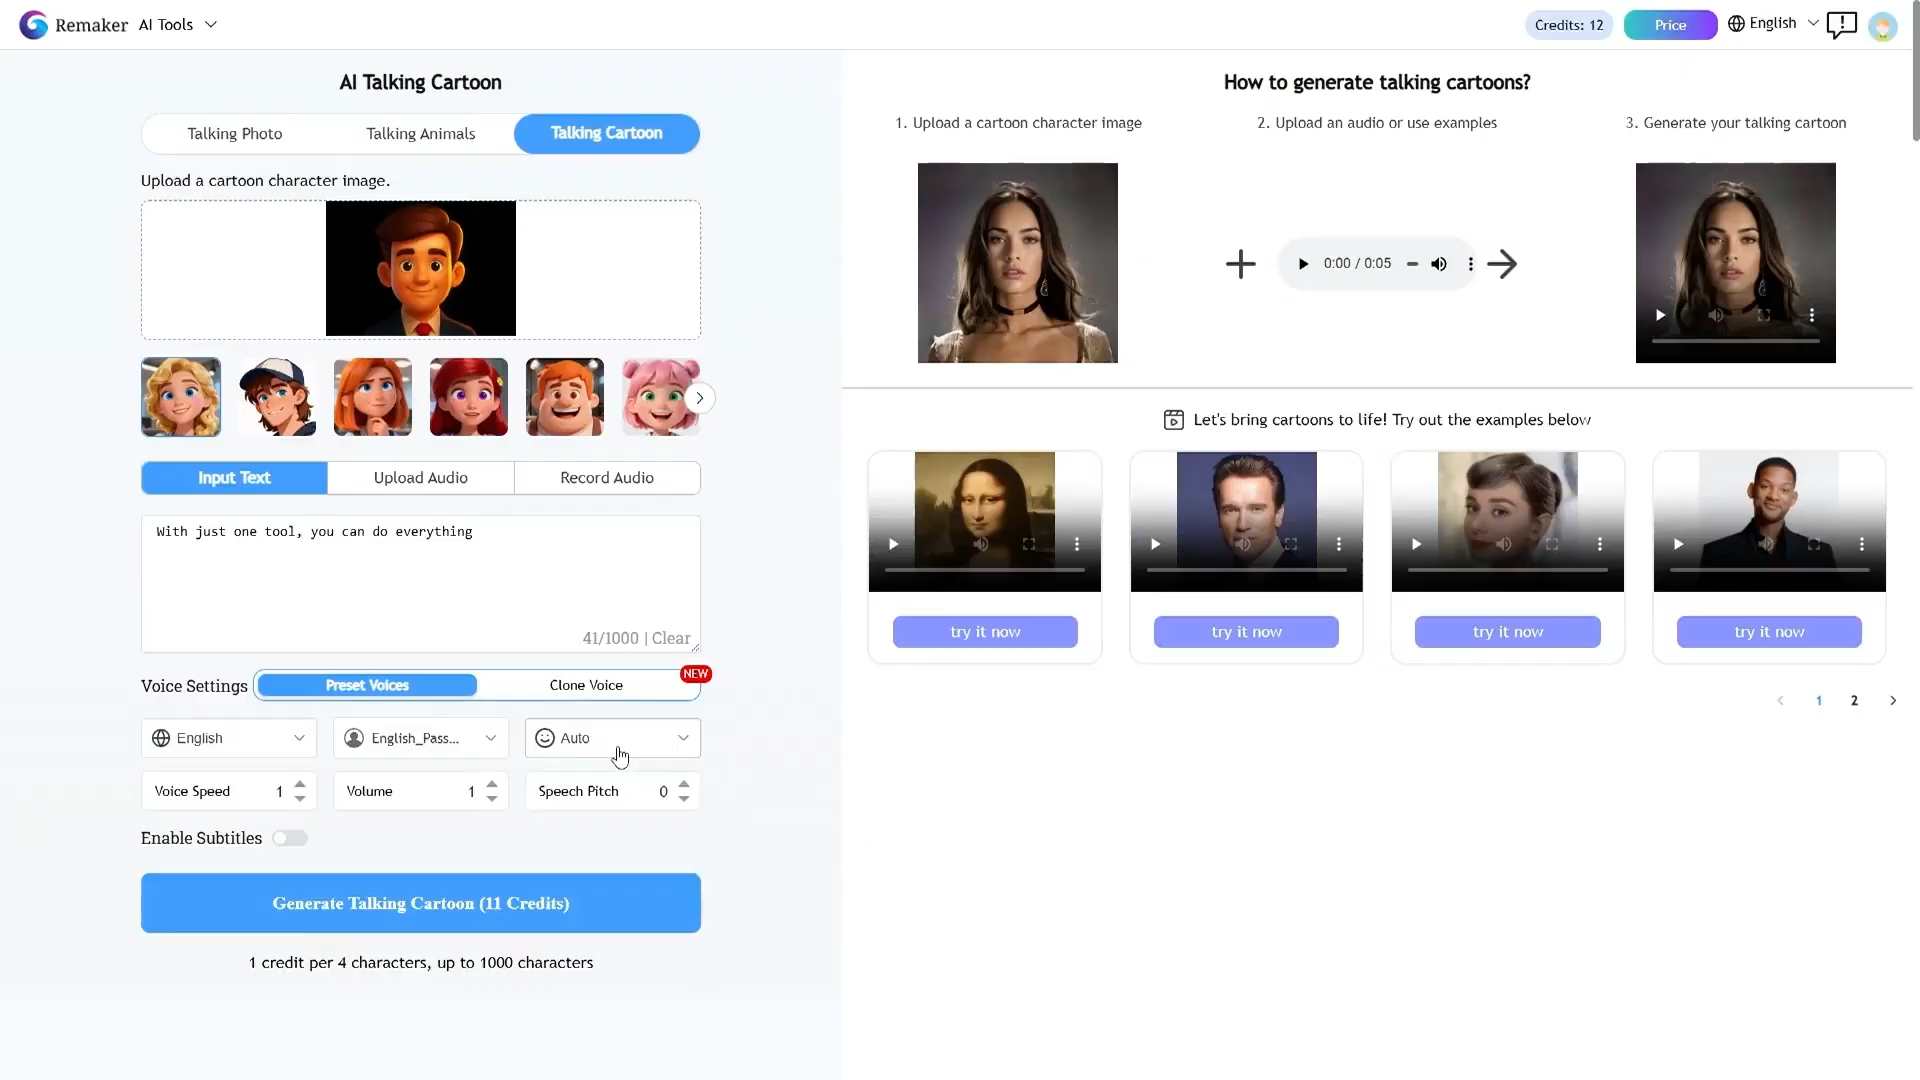 Remaker AI Tools Credits: 12 Price English
AI Talking Cartoon
Talking Photo Talking Animals Talking Cartoon
Upload a cartoon character image.
Input Text Upload Audio Record Audio
With just one tool, you can do everything
41/1000 | Clear
NEW
Voice Settings Preset Voices Clone Voice
English English_Pass... Auto
Voice Speed 1 Volume 1 Speech Pitch 0
Enable Subtitles
Generate Talking Cartoon (11 Credits)
1 credit per 4 characters, up to 1000 characters
How to generate talking cartoons?
1. Upload a cartoon character image 2. Upload an audio or use examples 3. Generate your talking cartoon
0:00 / 0:05
Let's bring cartoons to life! Try out the examples below
try it now try it now try it now try it now
1 2